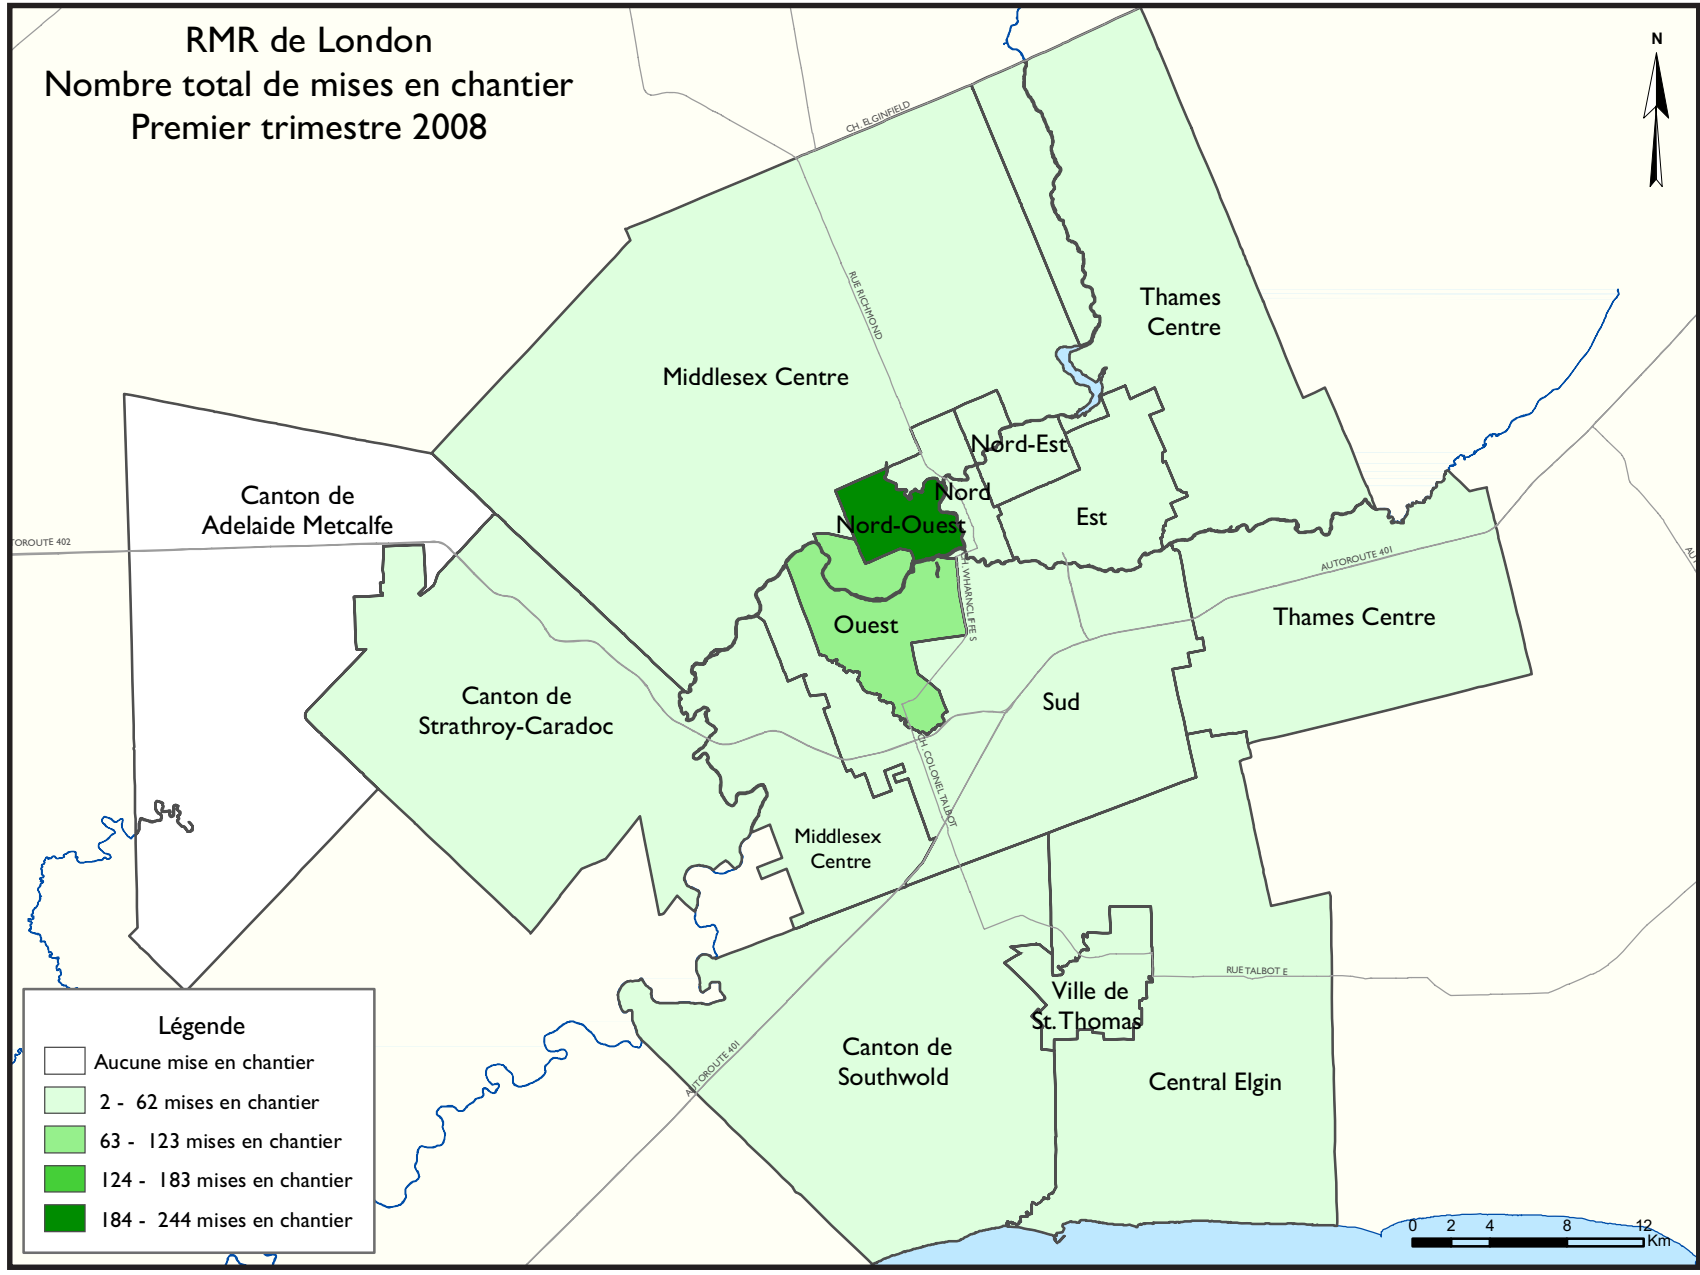 RMR de London
Nombre total de mises en chantier
Premier trimestre 2008
N
CH. ELGINFIELD
RUE RICHMOND
Thames
Centre
Middlesex Centre
Nord-Est
Canton de
Adelaide Metcalfe
Nord
Nord-Ouest
Est
TOROUTE 402
AUTOROUTE 401
AU
CH. WHARNCLIFFE S
Ouest
Thames Centre
Canton de
Strathroy-Caradoc
Sud
CH. COLONEL TALBOT
Middlesex
Centre
RUE TALBOT E
Ville de
St. Thomas
Canton de
Southwold
AUTOROUTE 401
Central Elgin
Légende
Aucune mise en chantier
2 - 62 mises en chantier
63 - 123 mises en chantier
124 - 183 mises en chantier
184 - 244 mises en chantier
0 2 4 8 12
Km